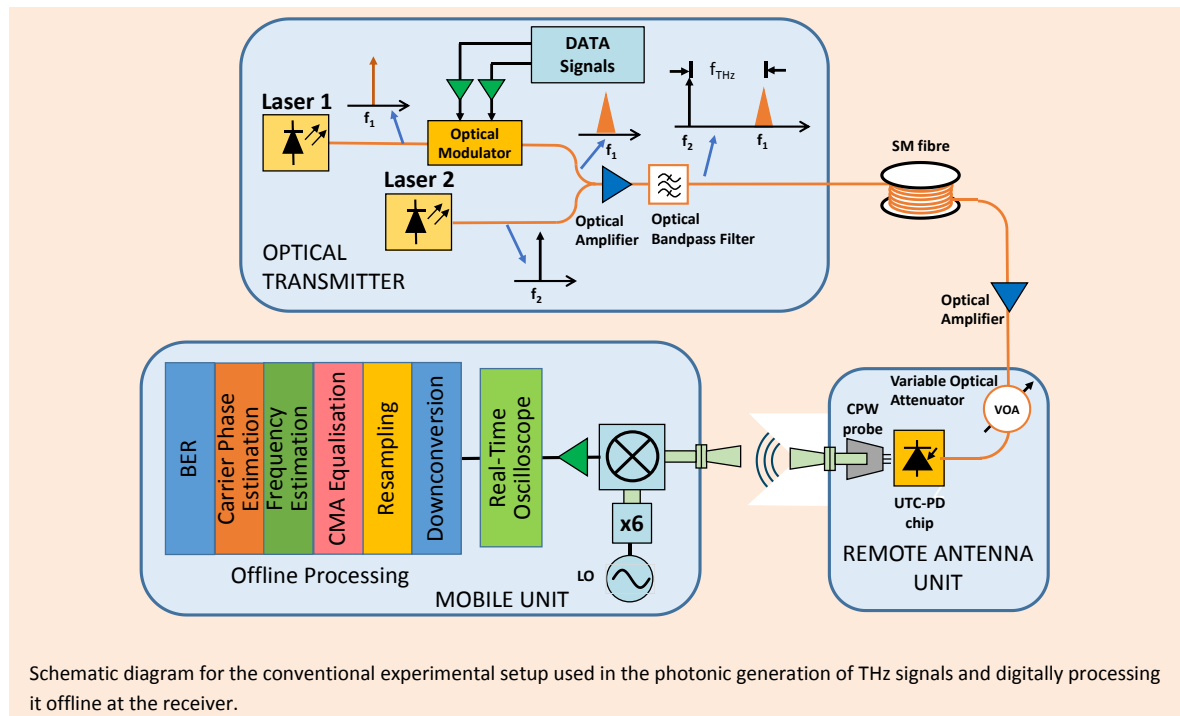 DATA
Signals
f_THz
Laser 1
f₁
Optical
Modulator
f₁
f₂
f₁
SM fibre
Laser 2
Optical
Amplifier
Optical
Bandpass Filter
OPTICAL
TRANSMITTER
f₂
Optical
Amplifier
Variable Optical
Attenuator
VOA
CPW
probe
UTC-PD
chip
REMOTE ANTENNA
UNIT
BER
Carrier Phase
Estimation
Frequency
Estimation
CMA Equalisation
Resampling
Downconversion
Real-Time
Oscilloscope
x6
LO
Offline Processing
MOBILE UNIT
Schematic diagram for the conventional experimental setup used in the photonic generation of THz signals and digitally processing
it offline at the receiver.